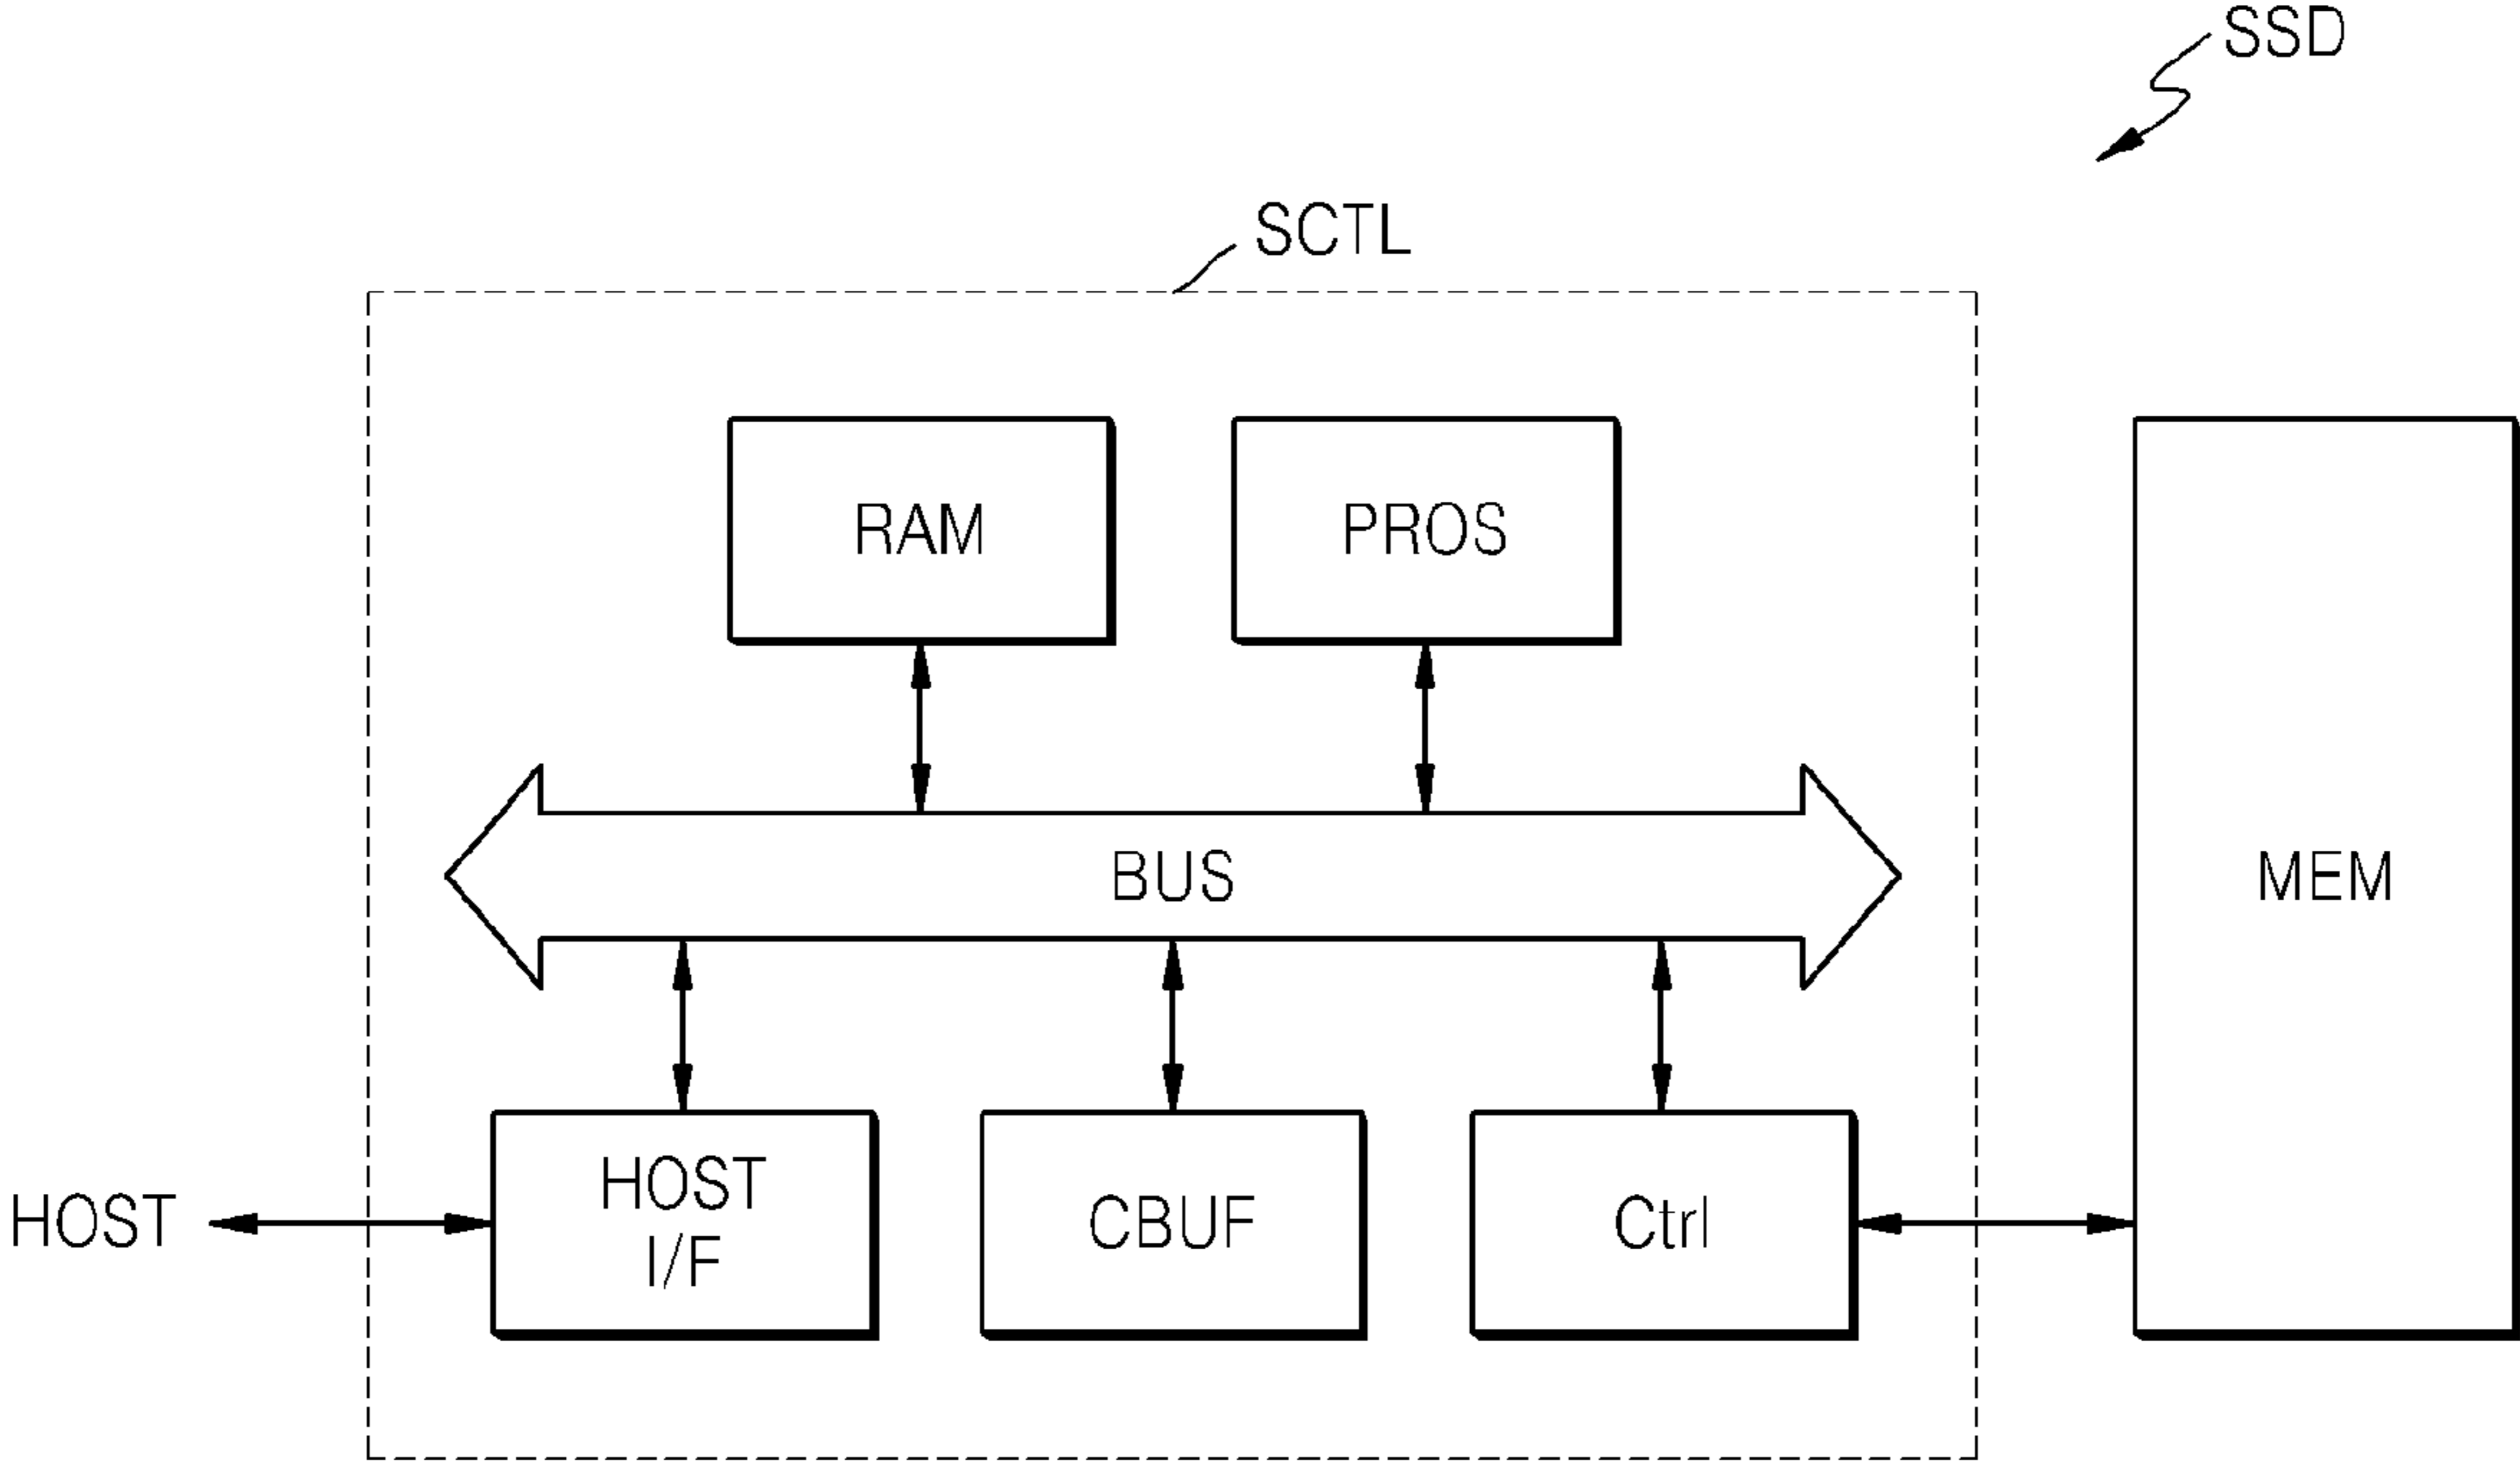 SSD
SCTL
RAM
PROS
BUS
MEM
HOST
HOST
I/F
CBUF
Ctrl